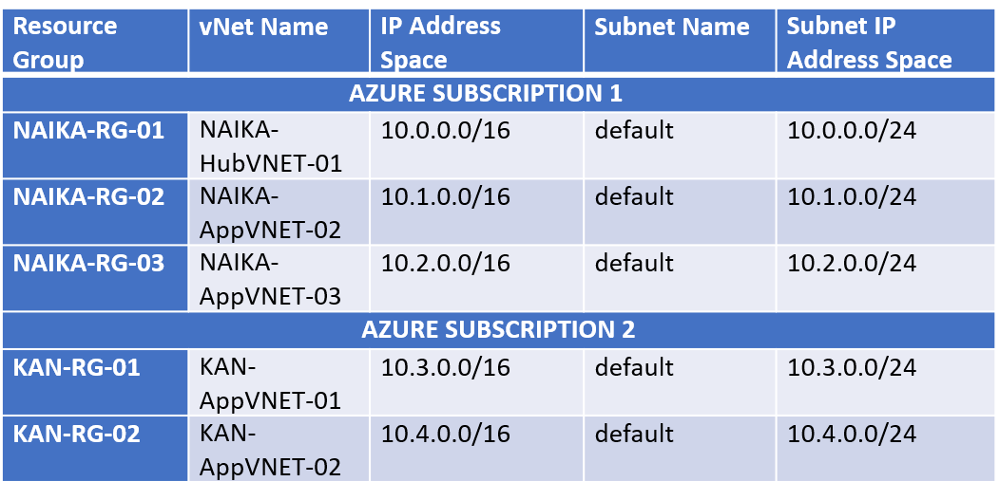 Resource Group vNet Name IP Address Space Subnet Name Subnet IP Address Space
AZURE SUBSCRIPTION 1
NAIKA-RG-01 NAIKA-HubVNET-01 10.0.0.0/16 default 10.0.0.0/24
NAIKA-RG-02 NAIKA-AppVNET-02 10.1.0.0/16 default 10.1.0.0/24
NAIKA-RG-03 NAIKA-AppVNET-03 10.2.0.0/16 default 10.2.0.0/24
AZURE SUBSCRIPTION 2
KAN-RG-01 KAN-AppVNET-01 10.3.0.0/16 default 10.3.0.0/24
KAN-RG-02 KAN-AppVNET-02 10.4.0.0/16 default 10.4.0.0/24